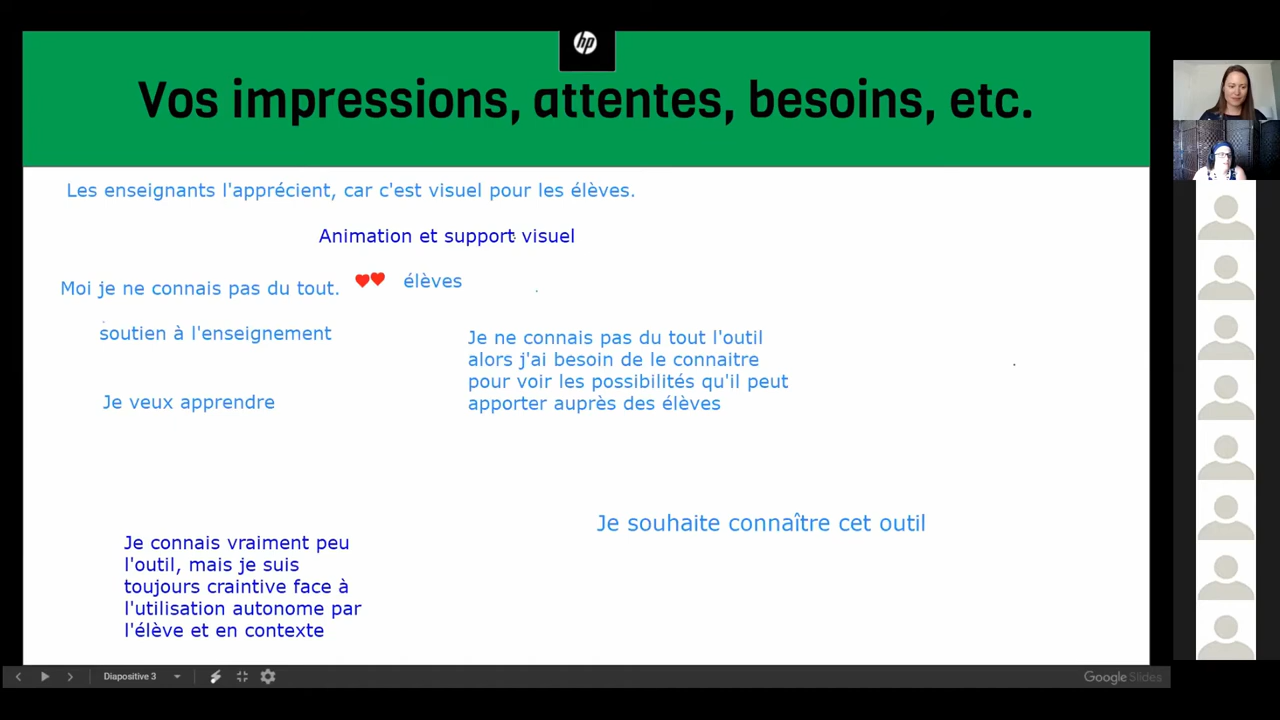 hp
Vos impressions, attentes, besoins, etc.
Les enseignants l'apprécient, car c'est visuel pour les élèves.
Animation et support visuel
Moi je ne connais pas du tout.
élèves
soutien à l'enseignement
Je ne connais pas du tout l'outil
alors j'ai besoin de le connaitre
pour voir les possibilités qu'il peut
apporter auprès des élèves
Je veux apprendre
Je souhaite connaître cet outil
Je connais vraiment peu
l'outil, mais je suis
toujours craintive face à
l'utilisation autonome par
l'élève et en contexte
Diapositive 3
Google Slides